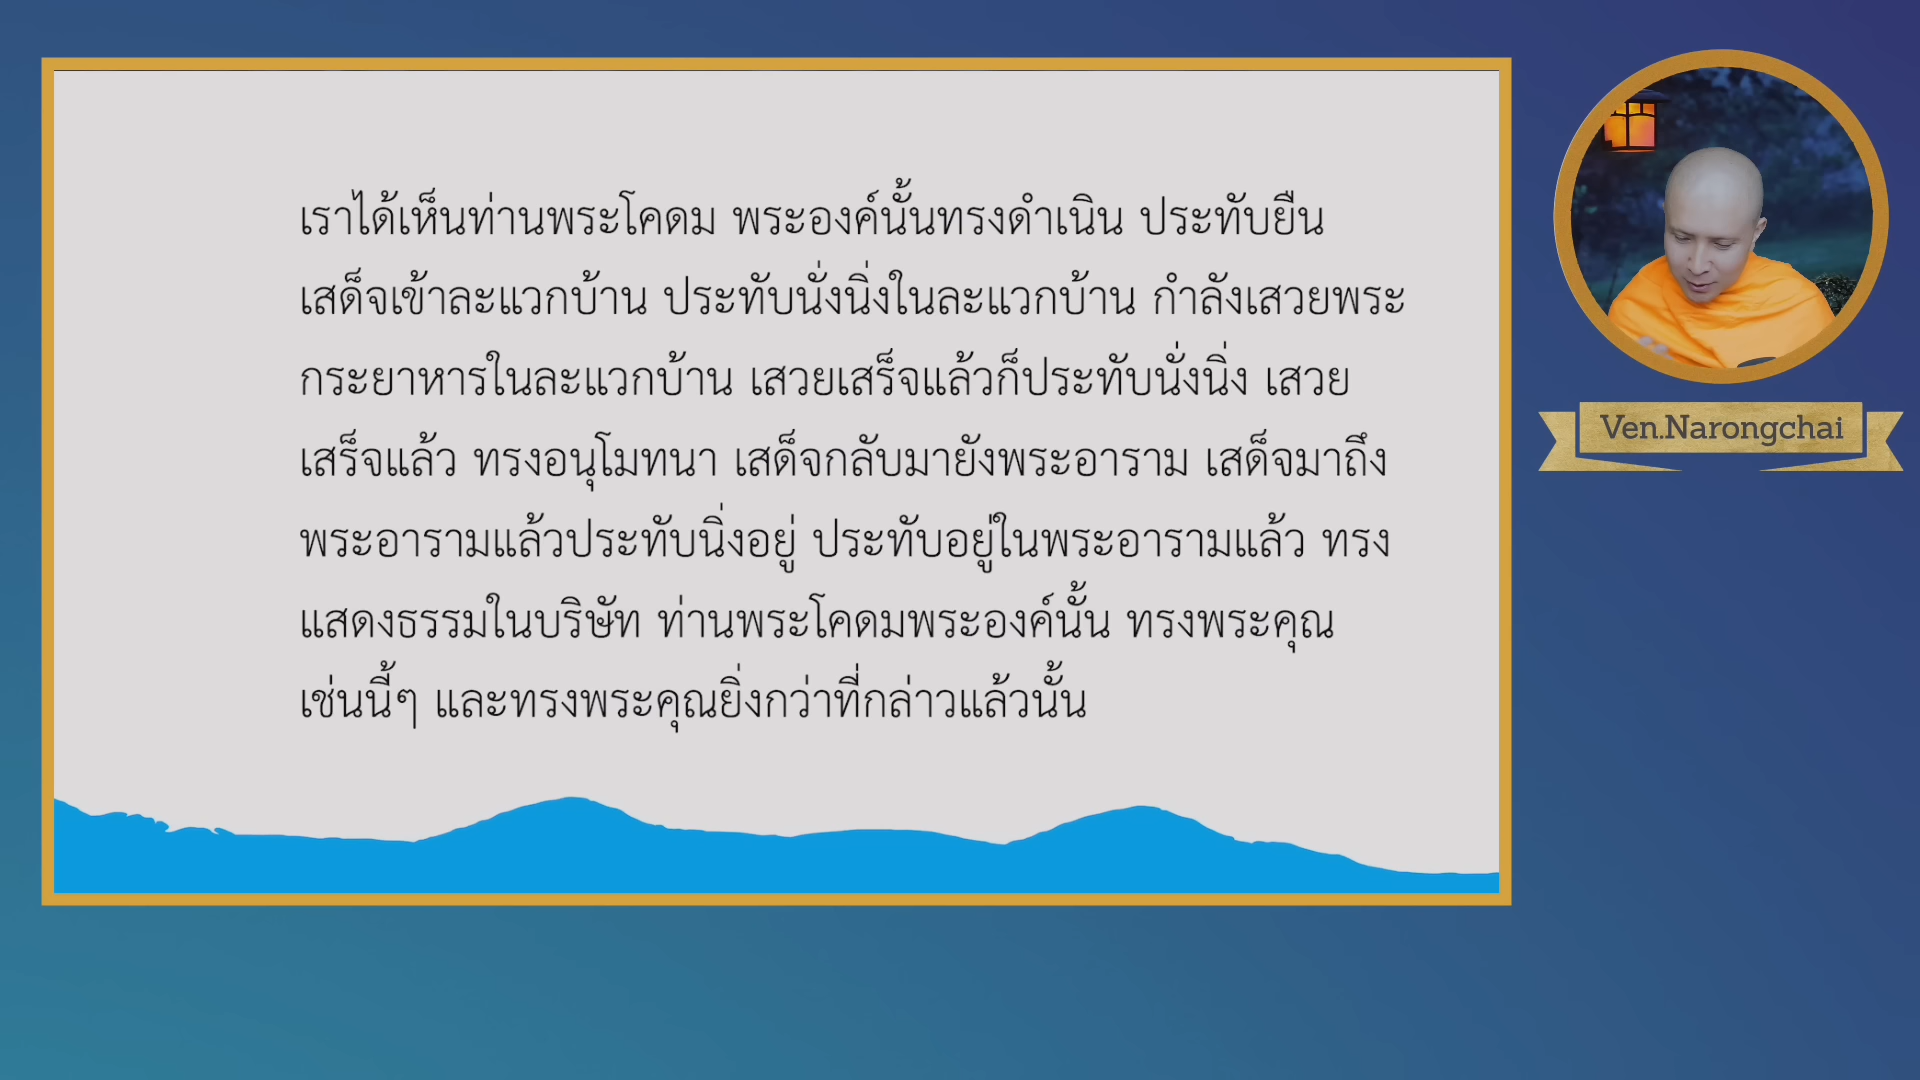 เราได้เห็นท่านพระโคดม พระองค์นั้นทรงดำเนิน ประทับยืน
เสด็จเข้าละแวกบ้าน ประทับนั่งนิ่งในละแวกบ้าน กำลังเสวยพระ
กระยาหารในละแวกบ้าน เสวยเสร็จแล้วก็ประทับนั่งนิ่ง เสวย
เสร็จแล้ว ทรงอนุโมทนา เสด็จกลับมายังพระอาราม เสด็จมาถึง
พระอารามแล้วประทับนิ่งอยู่ ประทับอยู่ในพระอารามแล้ว ทรง
แสดงธรรมในบริษัท ท่านพระโคดมพระองค์นั้น ทรงพระคุณ
เช่นนี้ๆ และทรงพระคุณยิ่งกว่าที่กล่าวแล้วนั้น
Ven.Narongchai